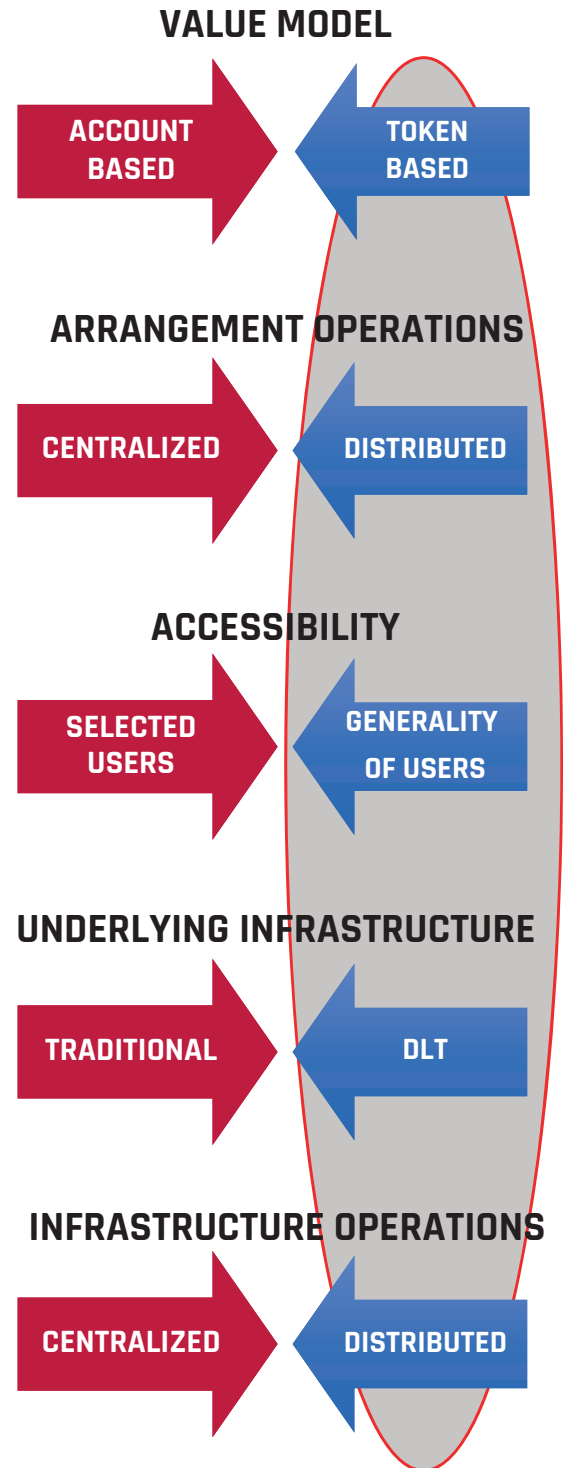 VALUE MODEL
ACCOUNT
BASED
TOKEN
BASED
ARRANGEMENT OPERATIONS
CENTRALIZED
DISTRIBUTED
ACCESSIBILITY
SELECTED
USERS
GENERALITY
OF USERS
UNDERLYING INFRASTRUCTURE
TRADITIONAL
DLT
INFRASTRUCTURE OPERATIONS
CENTRALIZED
DISTRIBUTED